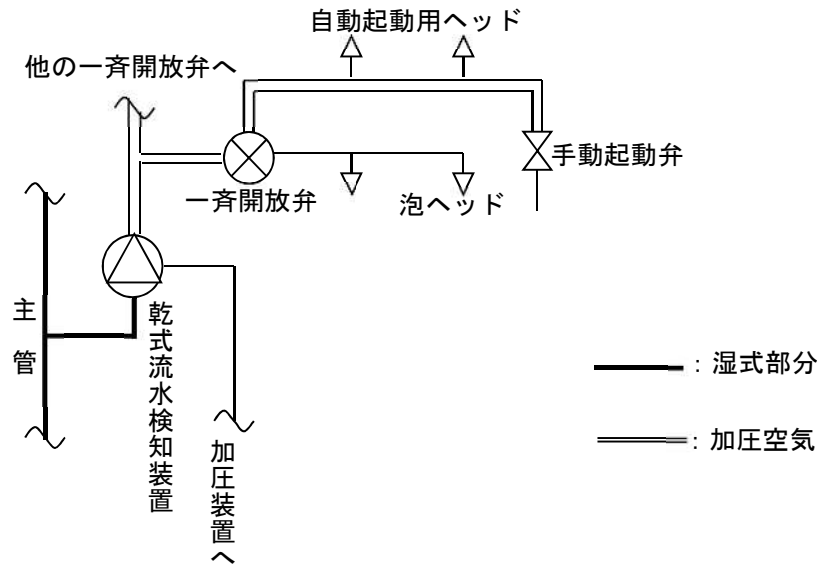 自動起動用ヘッド
他の一斉開放弁へ
手動起動弁
一斉開放弁
泡ヘッド
主管
乾式流水検知装置
加圧装置へ
：湿式部分
：加圧空気